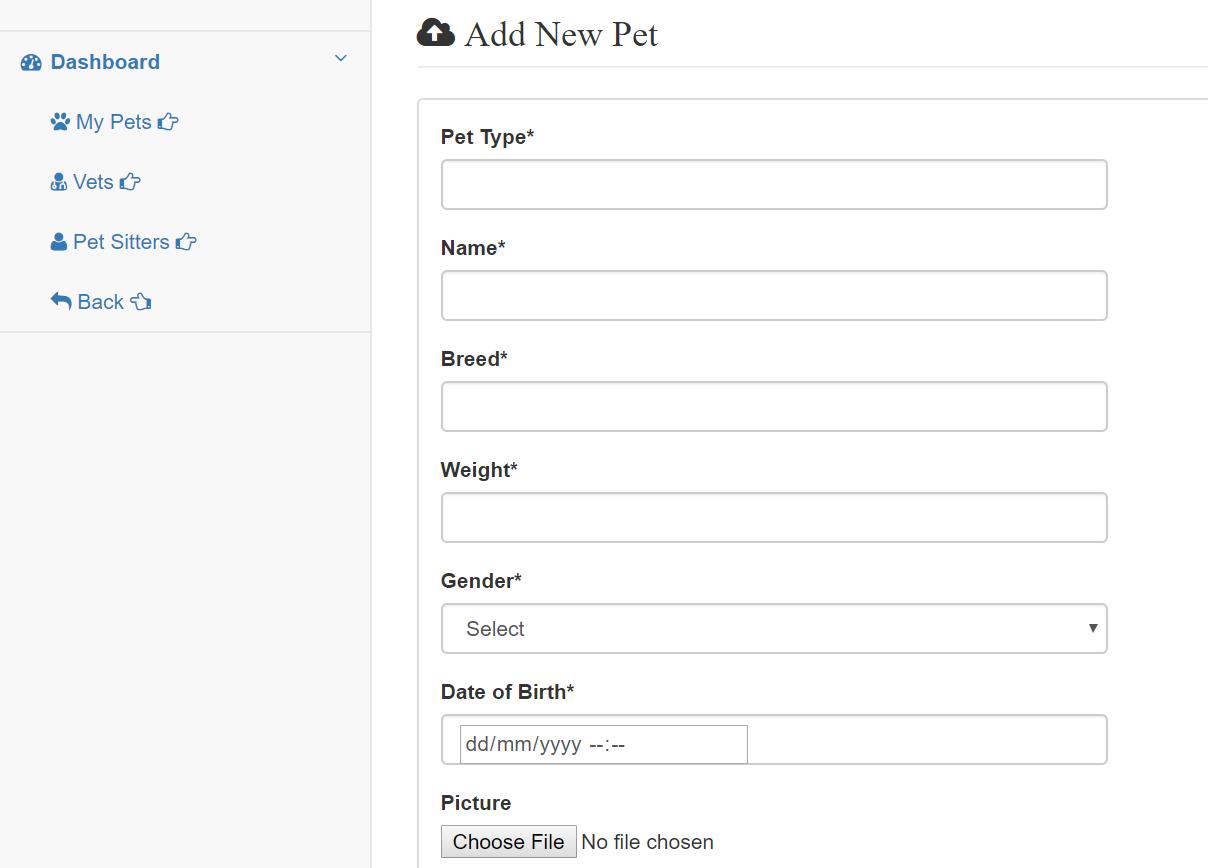 Dashboard
My Pets
Vets
Pet Sitters
Back
Add New Pet
Pet Type*
Name*
Breed*
Weight*
Gender*
Select
Date of Birth*
dd/mm/yyyy --:--
Picture
Choose File No file chosen